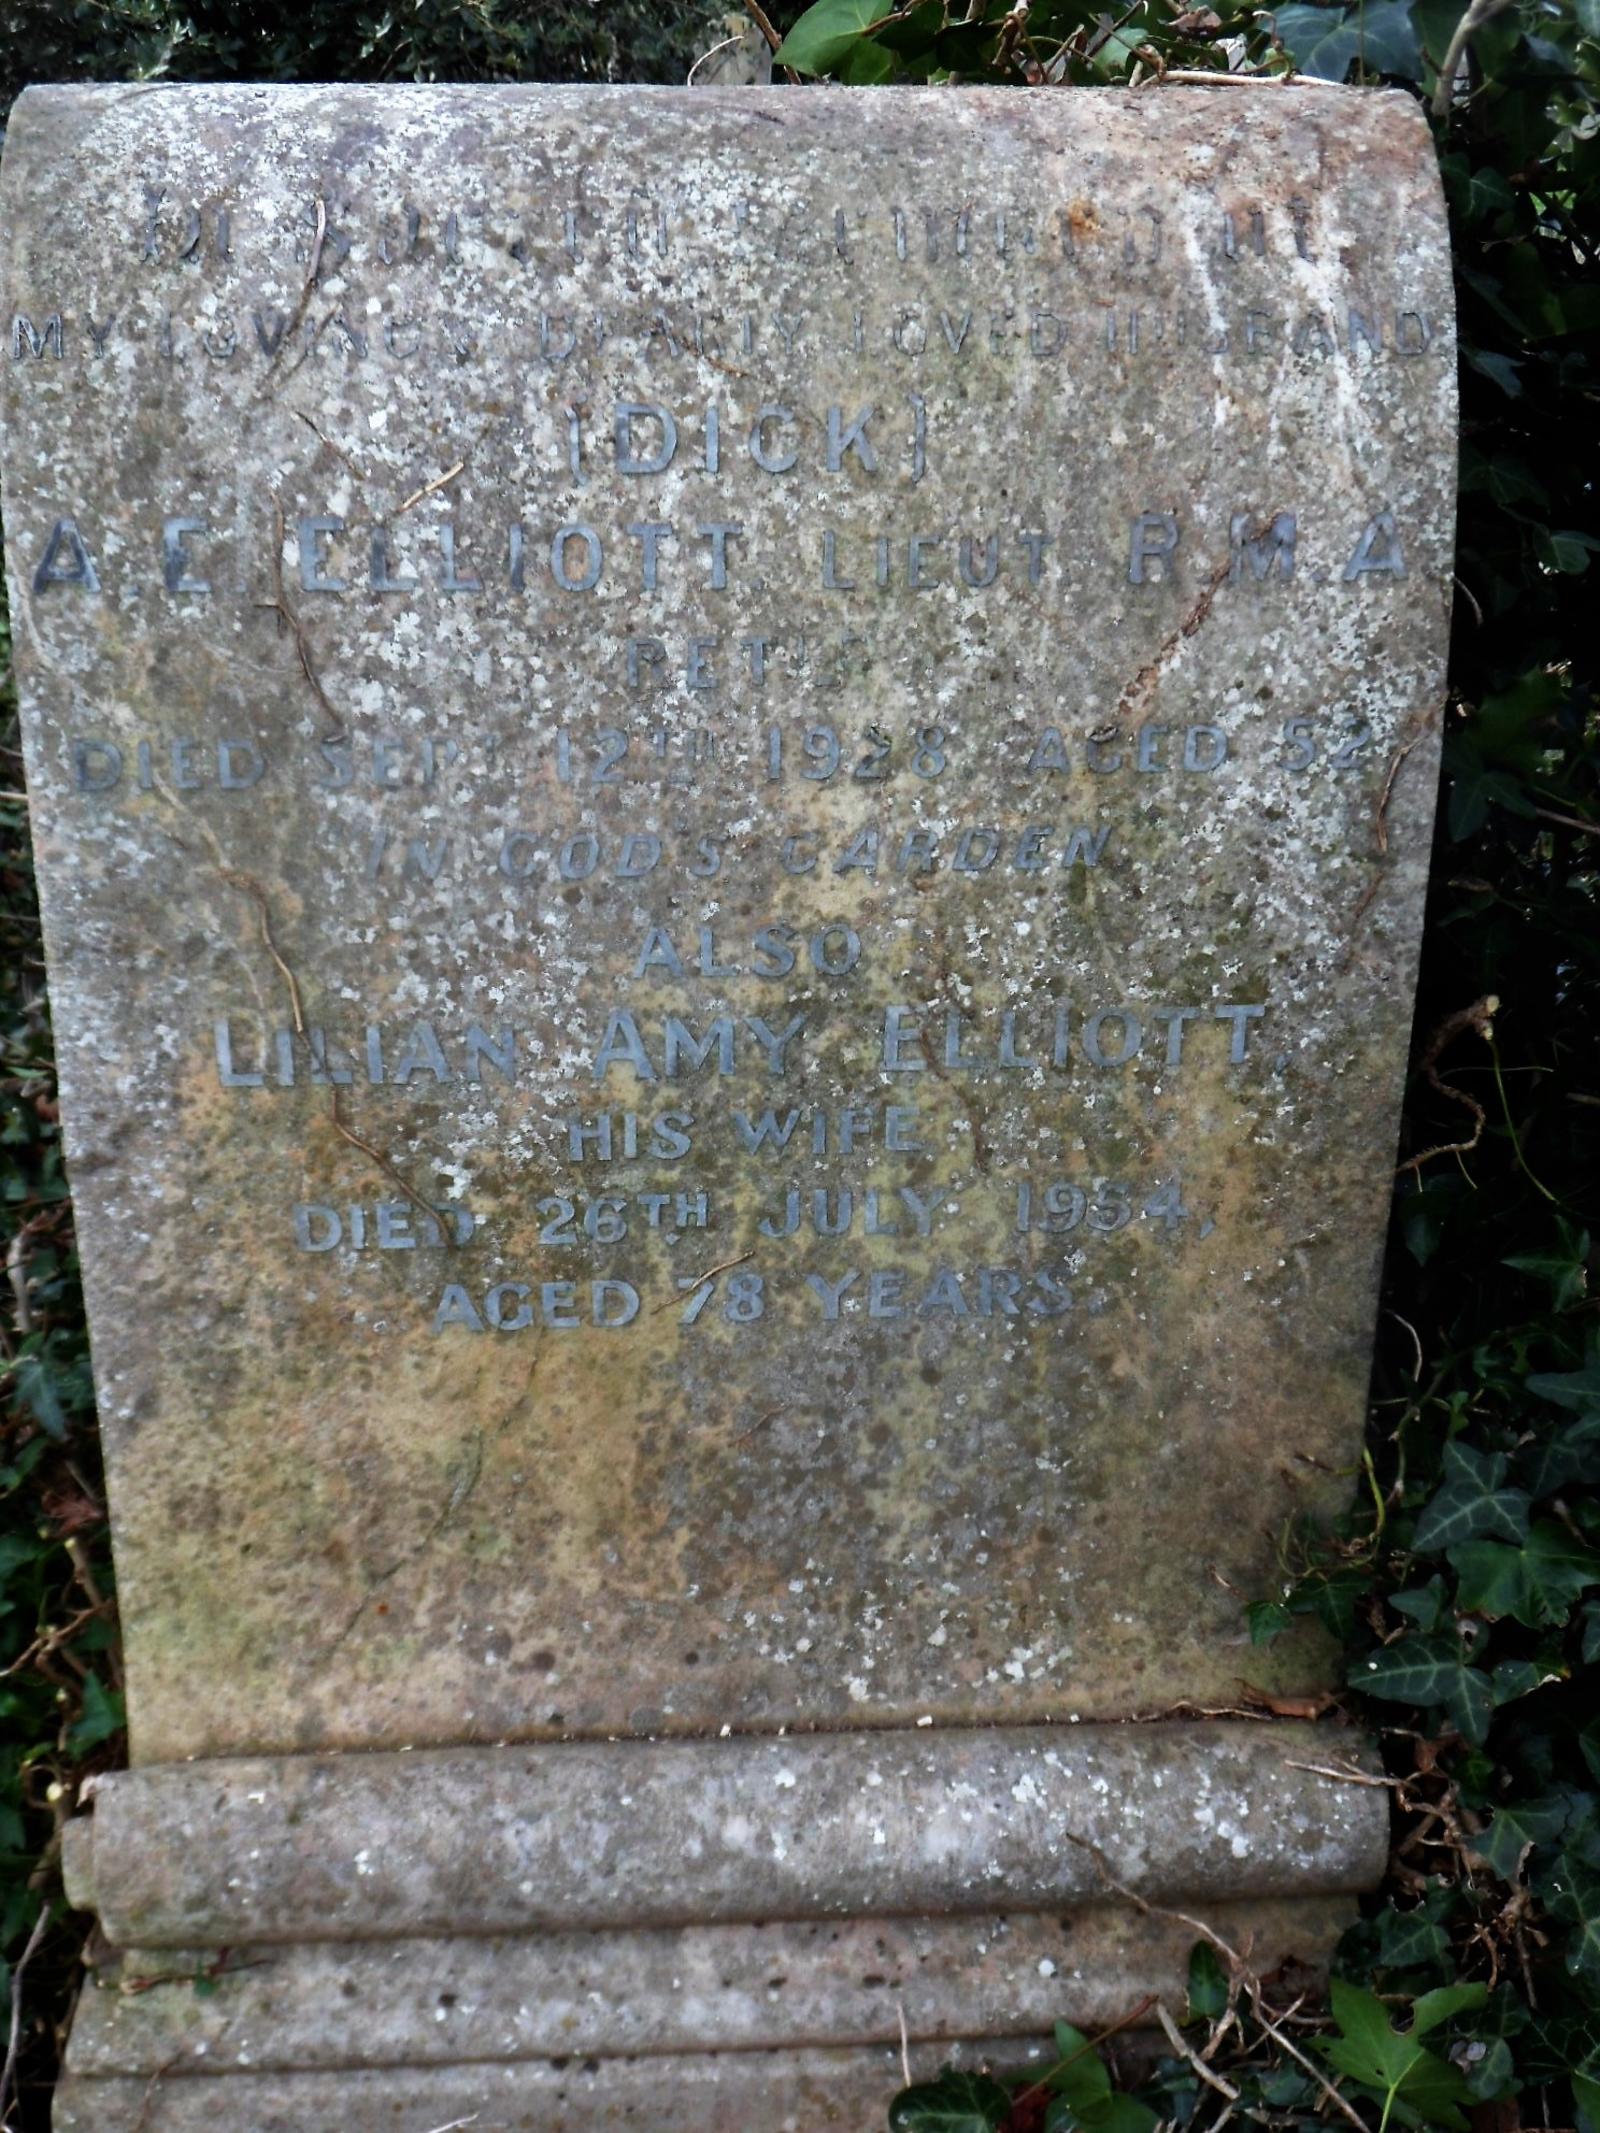 MY LOVING & DEARLY LOVED HUSBAND
(DICK)
A. E. ELLIOTT. LIEUT. R.M.A
DIED SEPT 12TH 1928 AGED 52
IN GOD'S GARDEN
ALSO
LILIAN AMY ELLIOTT,
HIS WIFE
DIED 26TH JULY 1954,
AGED 78 YEARS.